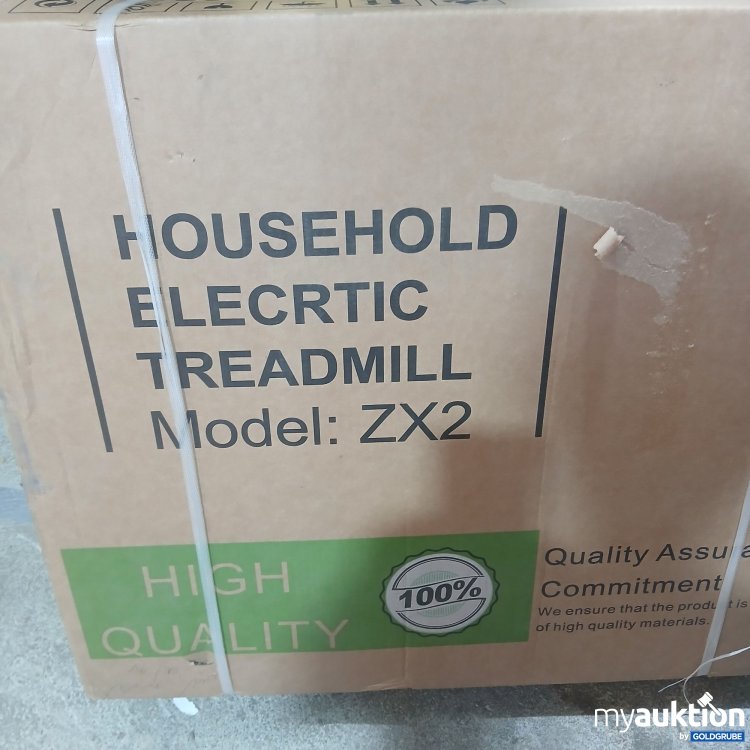 HOUSEHOLD
ELECRTIC
TREADMILL
Model: ZX2
HIGH
QUALITY
100%
Quality Assura
Commitment
We ensure that the product is
of high quality materials.
myauktion
by GOLDGRUBE